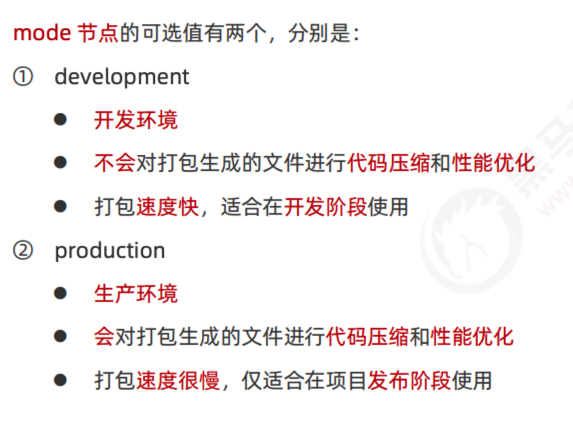 mode 节点的可选值有两个，分别是：
① development
● 开发环境
● 不会对打包生成的文件进行代码压缩和性能优化
● 打包速度快，适合在开发阶段使用
② production
● 生产环境
● 会对打包生成的文件进行代码压缩和性能优化
● 打包速度很慢，仅适合在项目发布阶段使用
黑马
www.